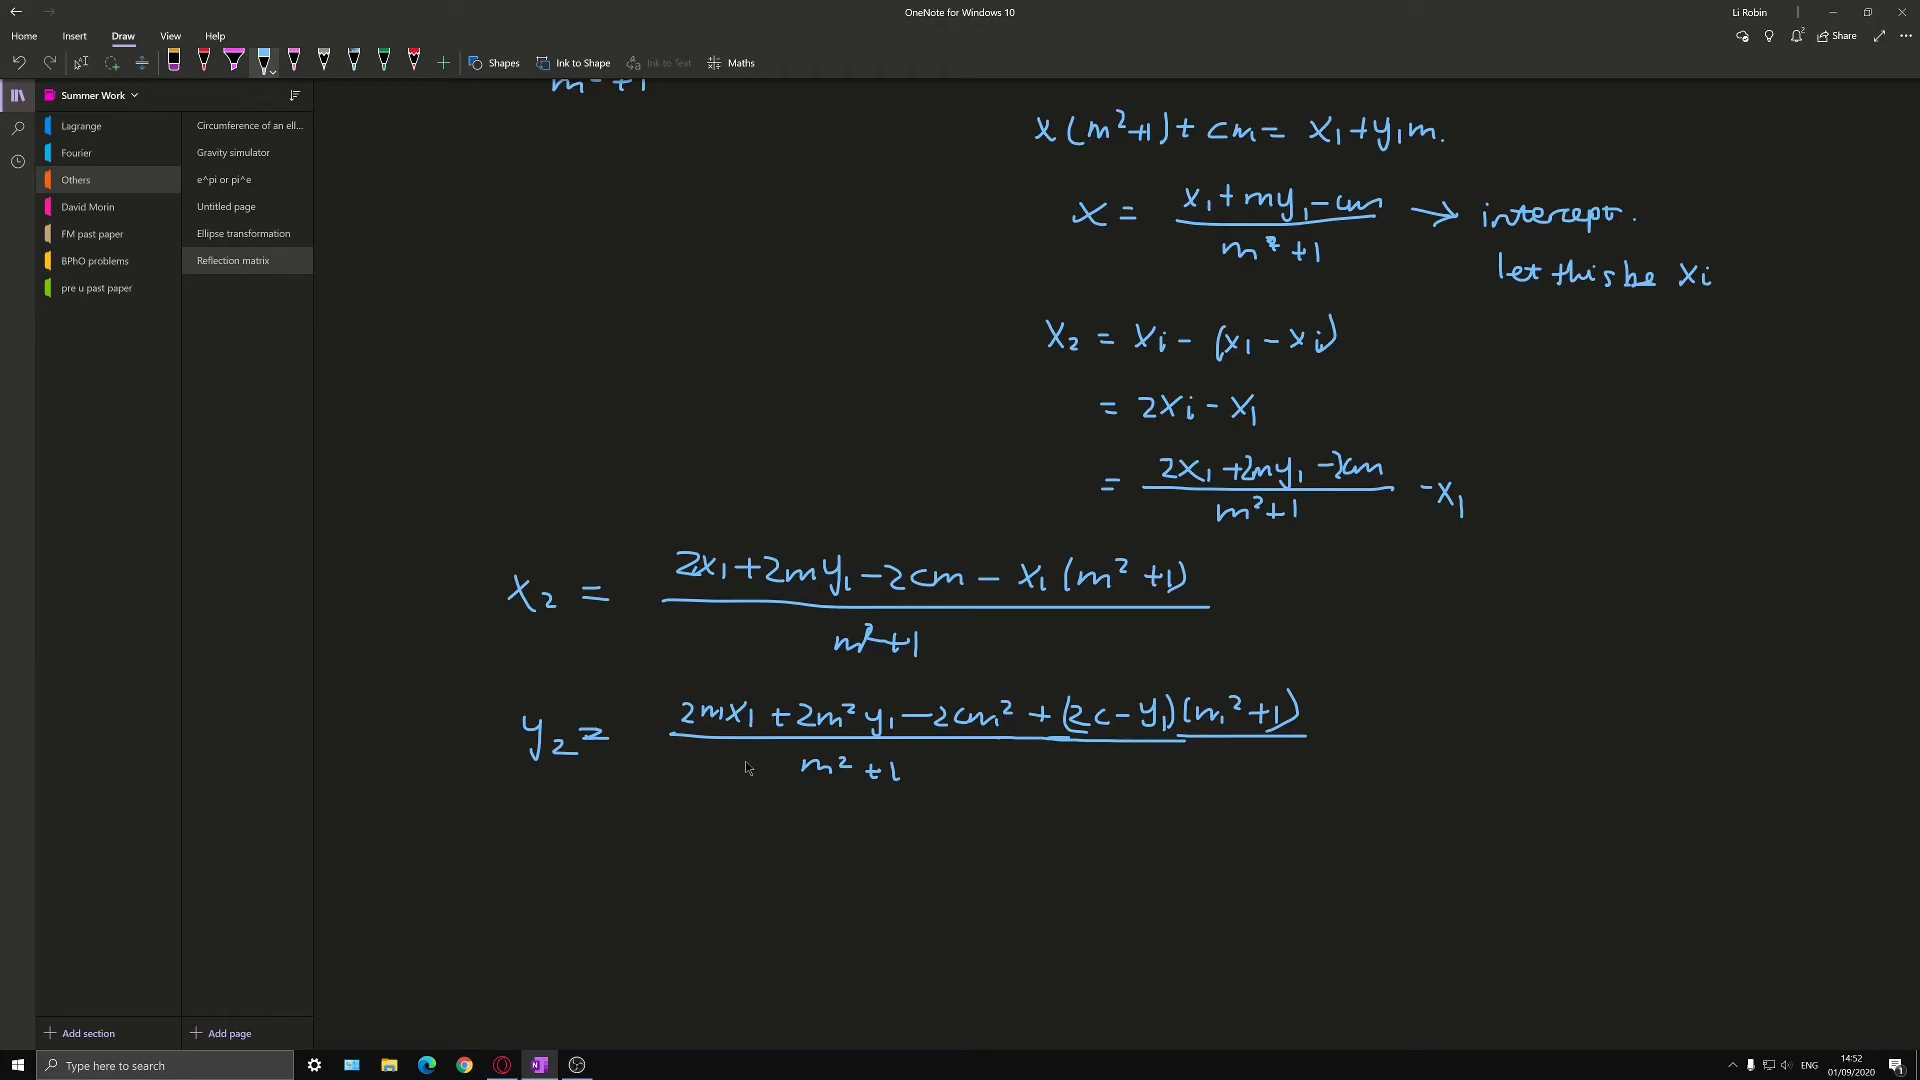 OneNote for Windows 10
Li Robin
Home Insert Draw View Help
Share
Shapes Ink to Shape Ink to Text Maths
Summer Work
Lagrange
Fourier
Others
David Morin
FM past paper
BPhO problems
pre u past paper
Circumference of an ell...
Gravity simulator
e^pi or pi^e
Untitled page
Ellipse transformation
Reflection matrix
m² +1
x(m²+1)+cm = x₁+y₁m.
x = (x₁+my₁-cm)/(m²+1) → intercept.
let this be xi
x₂ = xi - (x₁ - xi)
= 2xi - x₁
= (2x₁+2my₁-2cm)/(m²+1) - x₁
x₂ = (2x₁+2my₁-2cm - x₁(m²+1))/(m²+1)
y₂ = (2mx₁+2m²y₁-2cm²+(2c-y₁)(m²+1))/(m²+1)
Add section
Add page
Type here to search
ENG
14:52
01/09/2020